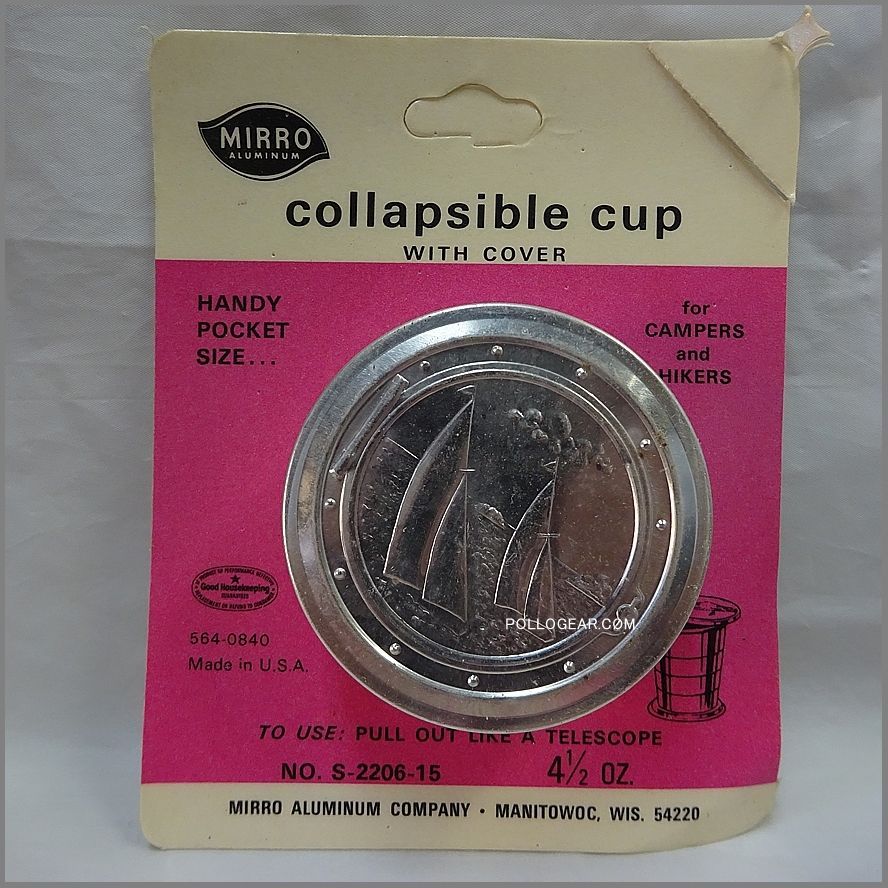 MIRRO
ALUMINUM
collapsible cup
WITH COVER
HANDY
POCKET
SIZE...
for
CAMPERS
and
HIKERS
Good Housekeeping
564-0840
Made in U.S.A.
POLLOGEAR.CØM
TO USE: PULL OUT LIKE A TELESCOPE
NO. S-2206-15 4½ OZ.
MIRRO ALUMINUM COMPANY • MANITOWOC, WIS. 54220